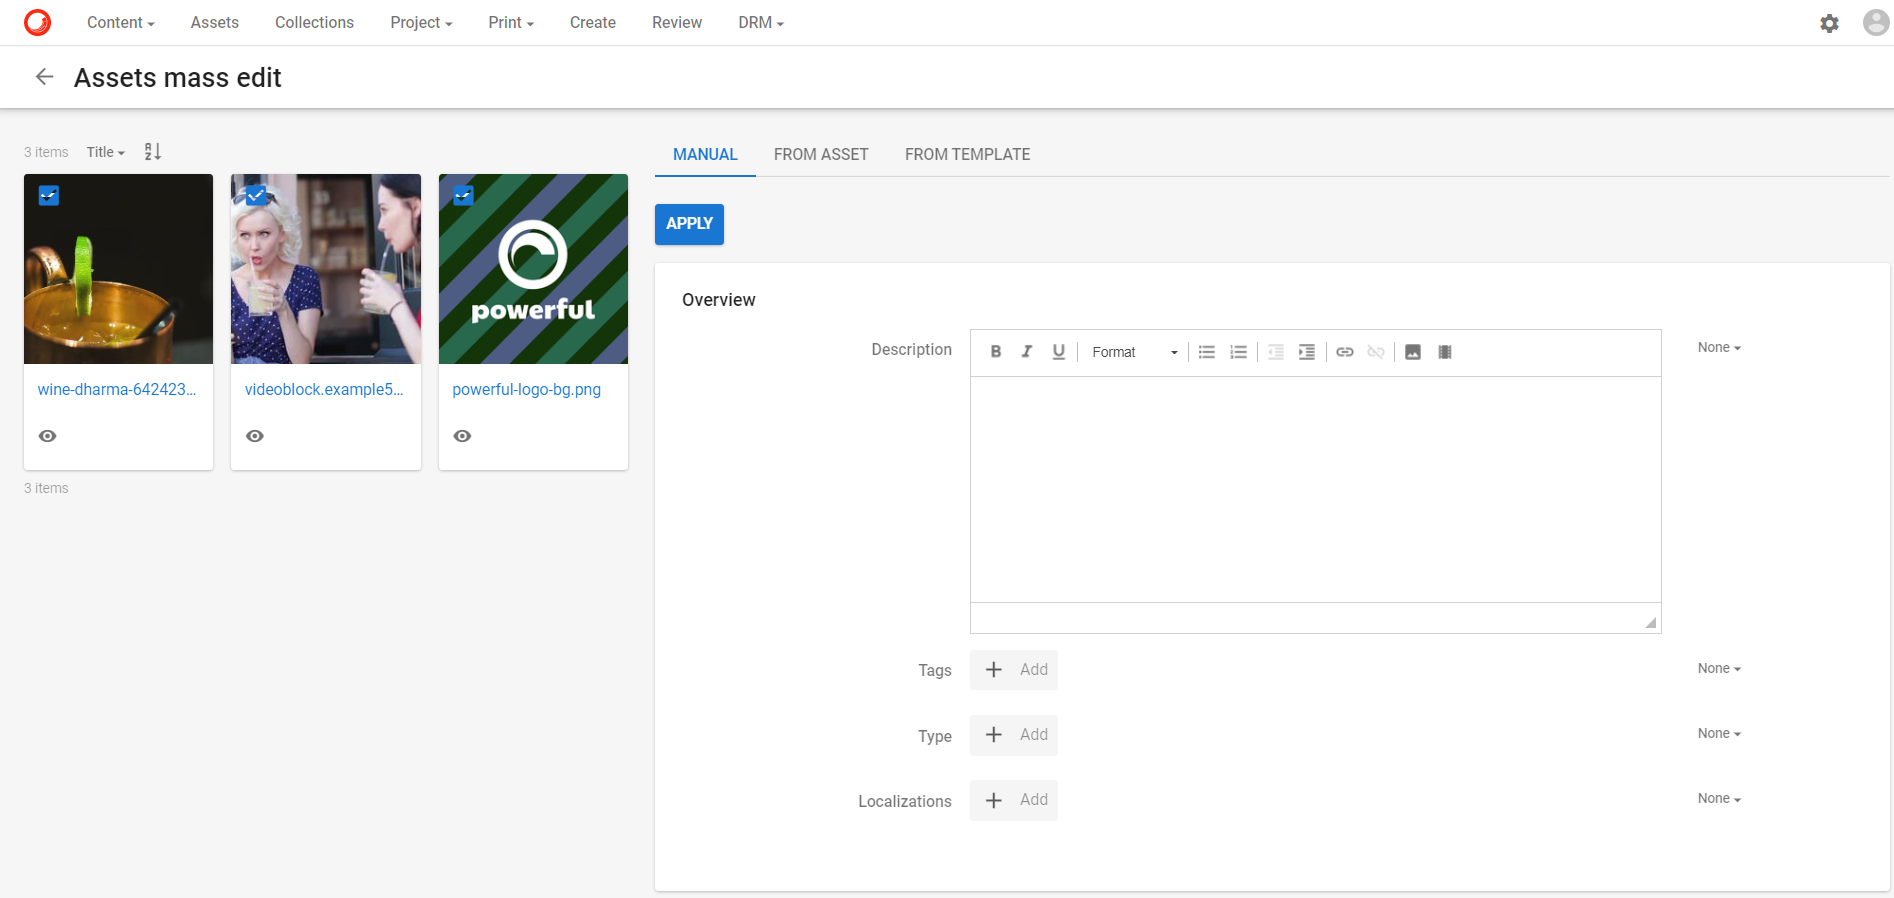 Content Assets Collections Project Print Create Review DRM
Assets mass edit
3 items Title A Z
MANUAL FROM ASSET FROM TEMPLATE
APPLY
powerful
wine-dharma-642423... videoblock.example5... powerful-logo-bg.png
3 items
Overview
Description Format None
Tags Add None
Type Add None
Localizations Add None